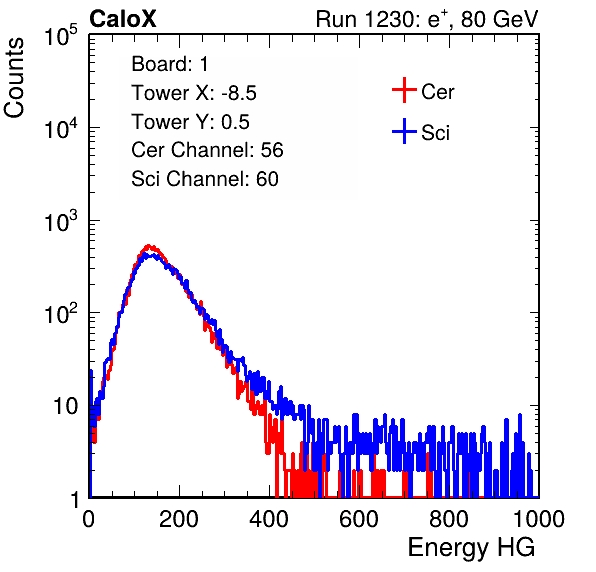 CaloX Run 1230: e⁺, 80 GeV
Counts
10⁵
10⁴
10³
10²
10
1
Board: 1
Tower X: -8.5
Tower Y: 0.5
Cer Channel: 56
Sci Channel: 60
Cer
Sci
0 200 400 600 800 1000
Energy HG